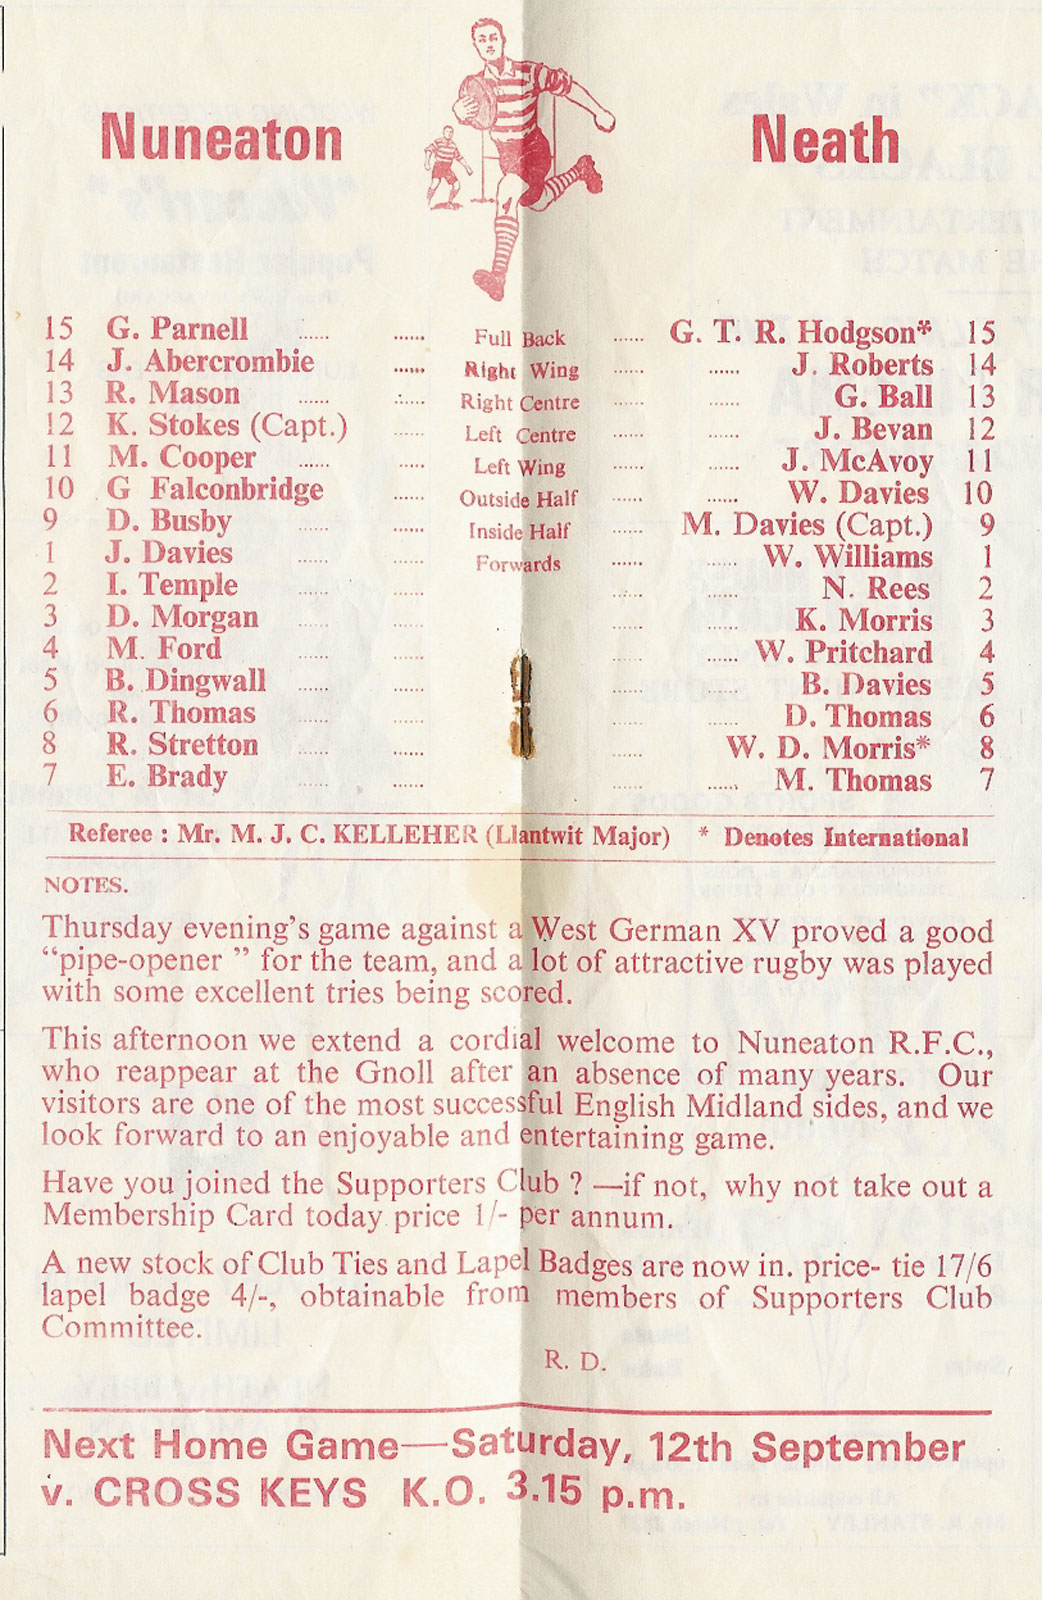 Nuneaton Neath
15 G. Parnell ...... ...... Full Back ...... G. T. R. Hodgson* 15
14 J. Abercrombie ...... Right Wing ...... J. Roberts 14
13 R. Mason ...... ...... Right Centre ...... G. Ball 13
12 K. Stokes (Capt.) ...... Left Centre ...... ...... J. Bevan 12
11 M. Cooper ...... ...... Left Wing ...... ...... J. McAvoy 11
10 G Falconbridge ...... Outside Half ...... ...... W. Davies 10
9 D. Busby ...... ...... Inside Half ...... M. Davies (Capt.) 9
1 J. Davies ...... ...... Forwards ...... ...... W. Williams 1
2 I. Temple ...... ...... ...... ...... N. Rees 2
3 D. Morgan ...... ...... ...... ...... K. Morris 3
4 M. Ford ...... ...... ...... ...... W. Pritchard 4
5 B. Dingwall ...... ...... ...... ...... B. Davies 5
6 R. Thomas ...... ...... ...... ...... D. Thomas 6
8 R. Stretton ...... ...... ...... W. D. Morris* 8
7 E. Brady ...... ...... ...... ...... M. Thomas 7
Referee : Mr. M. J. C. KELLEHER (Llantwit Major) * Denotes International
NOTES.
Thursday evening's game against a West German XV proved a good
"pipe-opener " for the team, and a lot of attractive rugby was played
with some excellent tries being scored.
This afternoon we extend a cordial welcome to Nuneaton R.F.C.,
who reappear at the Gnoll after an absence of many years. Our
visitors are one of the most successful English Midland sides, and we
look forward to an enjoyable and entertaining game.
Have you joined the Supporters Club ? —if not, why not take out a
Membership Card today price 1/- per annum.
A new stock of Club Ties and Lapel Badges are now in. price- tie 17/6
lapel badge 4/-, obtainable from members of Supporters Club
Committee.
R. D.
Next Home Game—Saturday, 12th September
v. CROSS KEYS K.O. 3.15 p.m.